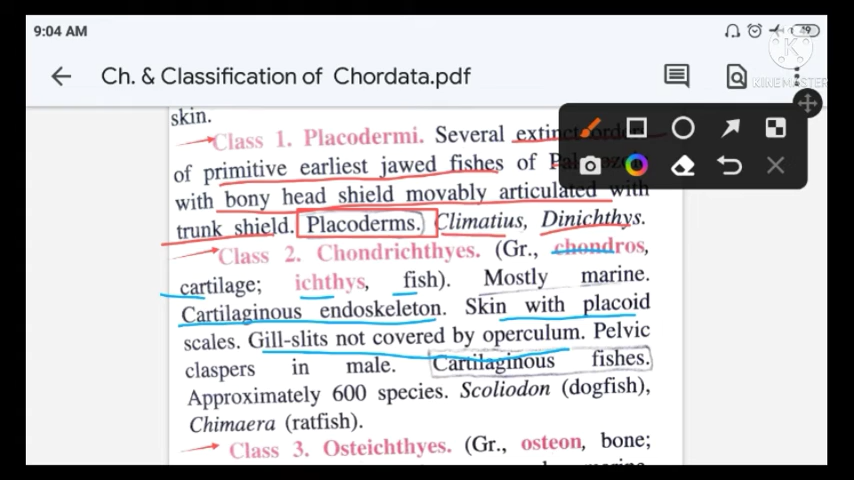 9:04 AM
49
Ch. & Classification of Chordata.pdf
KINEMASTER
skin.
Class 1. Placodermi. Several extinct orders
of primitive earliest jawed fishes of
with bony head shield movably articulated with
trunk shield. Placoderms. Climatius, Dinichthys.
Class 2. Chondrichthyes. (Gr., chondros,
cartilage; ichthys, fish). Mostly marine.
Cartilaginous endoskeleton. Skin with placoid
scales. Gill-slits not covered by operculum. Pelvic
claspers in male. Cartilaginous fishes.
Approximately 600 species. Scoliodon (dogfish),
Chimaera (ratfish).
Class 3. Osteichthyes. (Gr., osteon, bone;